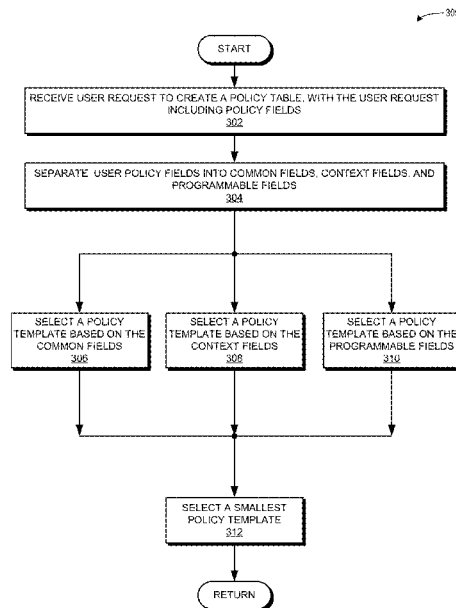 300
START
RECEIVE USER REQUEST TO CREATE A POLICY TABLE, WITH THE USER REQUEST
INCLUDING POLICY FIELDS
302
SEPARATE USER POLICY FIELDS INTO COMMON FIELDS, CONTEXT FIELDS, AND
PROGRAMMABLE FIELDS
304
SELECT A POLICY
TEMPLATE BASED ON THE
COMMON FIELDS
306
SELECT A POLICY
TEMPLATE BASED ON THE
CONTEXT FIELDS
308
SELECT A POLICY
TEMPLATE BASED ON THE
PROGRAMMABLE FIELDS
310
SELECT A SMALLEST
POLICY TEMPLATE
312
RETURN